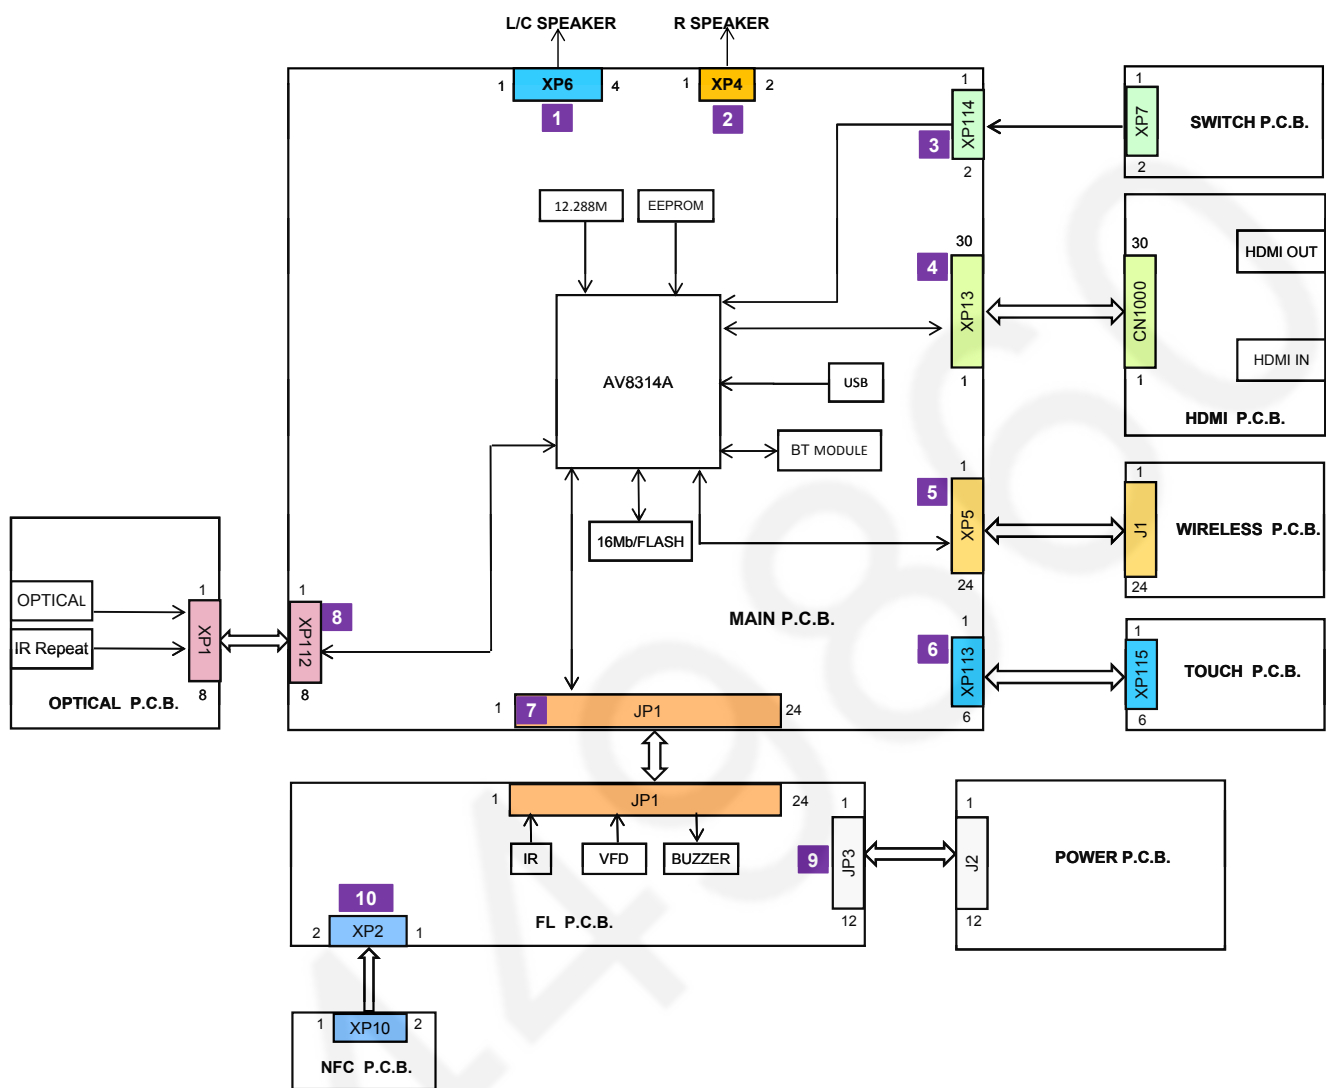 L/C SPEAKER
R SPEAKER
1 XP6 4
1 XP4 2
1
2
1
XP114
3
2
1
XP7
2
SWITCH P.C.B.
12.288M
EEPROM
30
4
XP13
1
30
CN1000
1
HDMI OUT
HDMI IN
HDMI P.C.B.
AV8314A
USB
BT MODULE
16Mb/FLASH
1
5
XP5
24
1
J1
24
WIRELESS P.C.B.
MAIN P.C.B.
1
6
XP113
6
1
XP115
6
TOUCH P.C.B.
OPTICAL
IR Repeat
1
XP1
8
OPTICAL P.C.B.
1
8
XP112
8
1 7 JP1 24
1 JP1 24
IR
VFD
BUZZER
1
9
JP3
12
1
J2
12
POWER P.C.B.
10
2 XP2 1
FL P.C.B.
1 XP10 2
NFC P.C.B.
449860